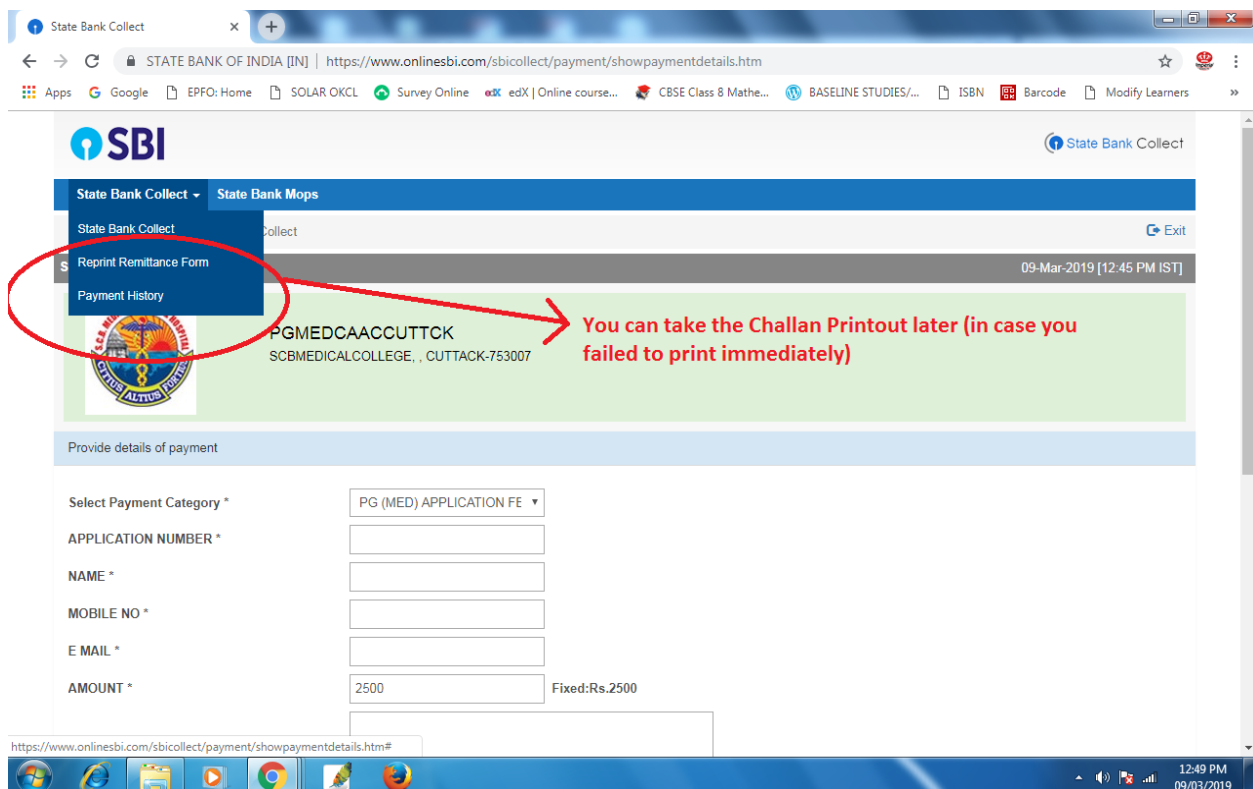 State Bank Collect
STATE BANK OF INDIA [IN] | https://www.onlinesbi.com/sbicollect/payment/showpaymentdetails.htm
Apps Google EPFO: Home SOLAR OKCL Survey Online edX edX | Online course... CBSE Class 8 Mathe... BASELINE STUDIES/... ISBN Barcode Modify Learners »
SBI
State Bank Collect
State Bank Collect State Bank Mops
State Bank Collect
Collect
Exit
Reprint Remittance Form
S
09-Mar-2019 [12:45 PM IST]
Payment History
PGMEDCAACCUTTCK
SCBMEDICALCOLLEGE, , CUTTACK-753007
CITIUS ALTIUS
You can take the Challan Printout later (in case you
failed to print immediately)
Provide details of payment
Select Payment Category *
PG (MED) APPLICATION FE
APPLICATION NUMBER *
NAME *
MOBILE NO *
E MAIL *
AMOUNT *
2500
Fixed:Rs.2500
https://www.onlinesbi.com/sbicollect/payment/showpaymentdetails.htm#
12:49 PM
09/03/2019